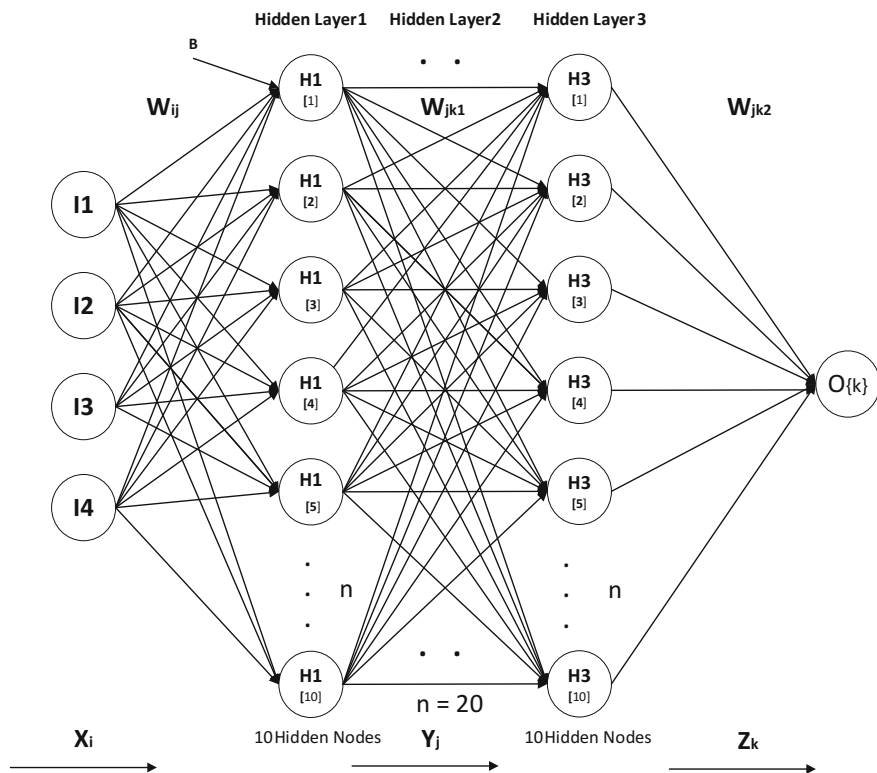 Hidden Layer1 Hidden Layer2 Hidden Layer3
B
H1 [1]
H3 [1]
Wij
Wjk1
Wjk2
H1 [2]
H3 [2]
I1
H1 [3]
H3 [3]
I2
H1 [4]
H3 [4]
O{k}
I3
H1 [5]
H3 [5]
I4
n
n
H1 [10]
H3 [10]
n = 20
10Hidden Nodes
10Hidden Nodes
Xi
Yj
Zk